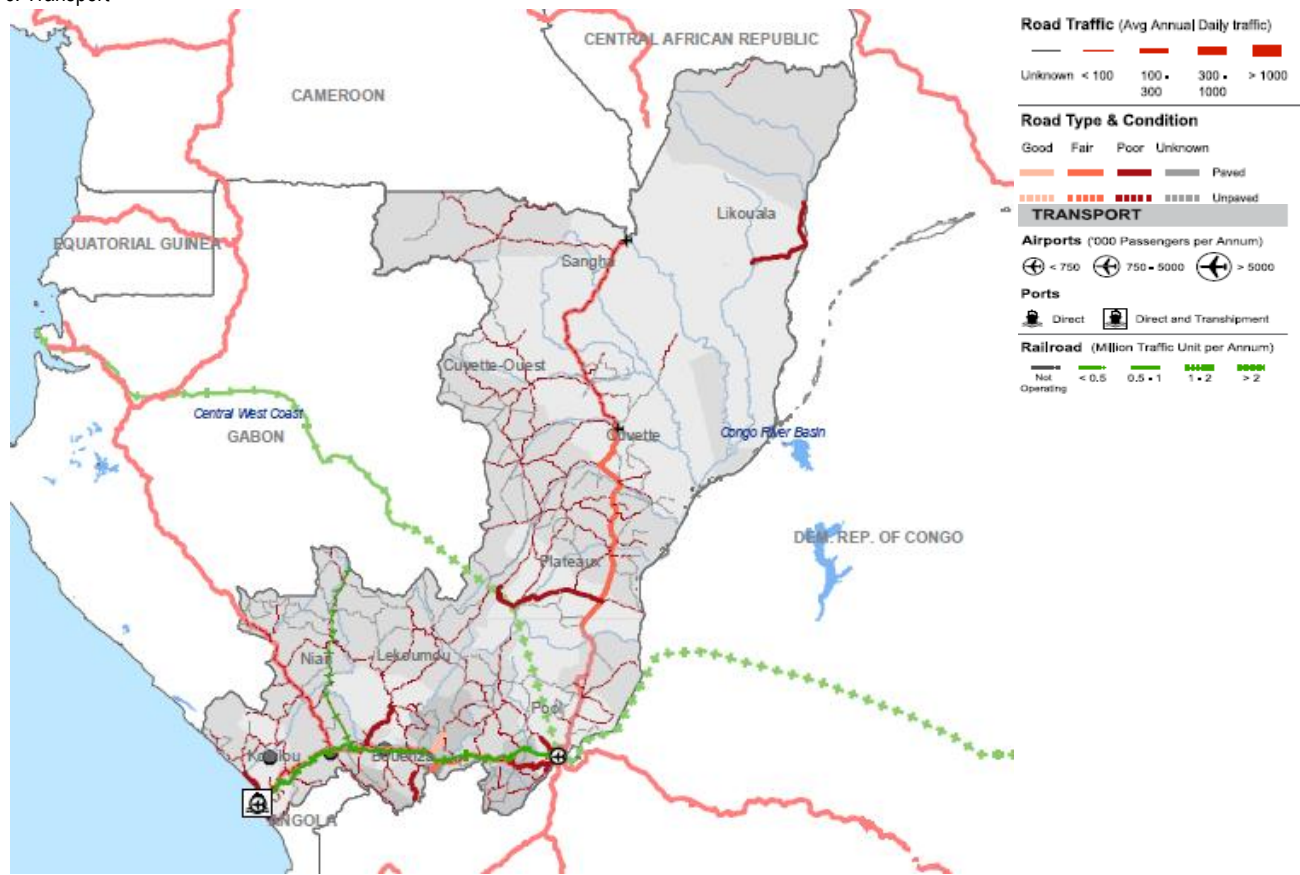 or Transport
CENTRAL AFRICAN REPUBLIC
CAMEROON
Likouala
EQUATORIAL GUINEA
Sangha
Cuvette-Ouest
Central West Coast
GABON
Cuvette
Congo River Basin
DEM. REP. OF CONGO
Plateaux
Niari
Lekoumou
Pool
Kouilou
Bouenza
ANGOLA
Road Traffic (Avg Annual Daily traffic)
Unknown < 100 100 - 300 300 - 1000 > 1000
Road Type & Condition
Good Fair Poor Unknown
Paved
Unpaved
TRANSPORT
Airports ('000 Passengers per Annum)
< 750 750 - 5000 > 5000
Ports
Direct Direct and Transhipment
Railroad (Million Traffic Unit per Annum)
Not Operating < 0.5 0.5 - 1 1 - 2 > 2